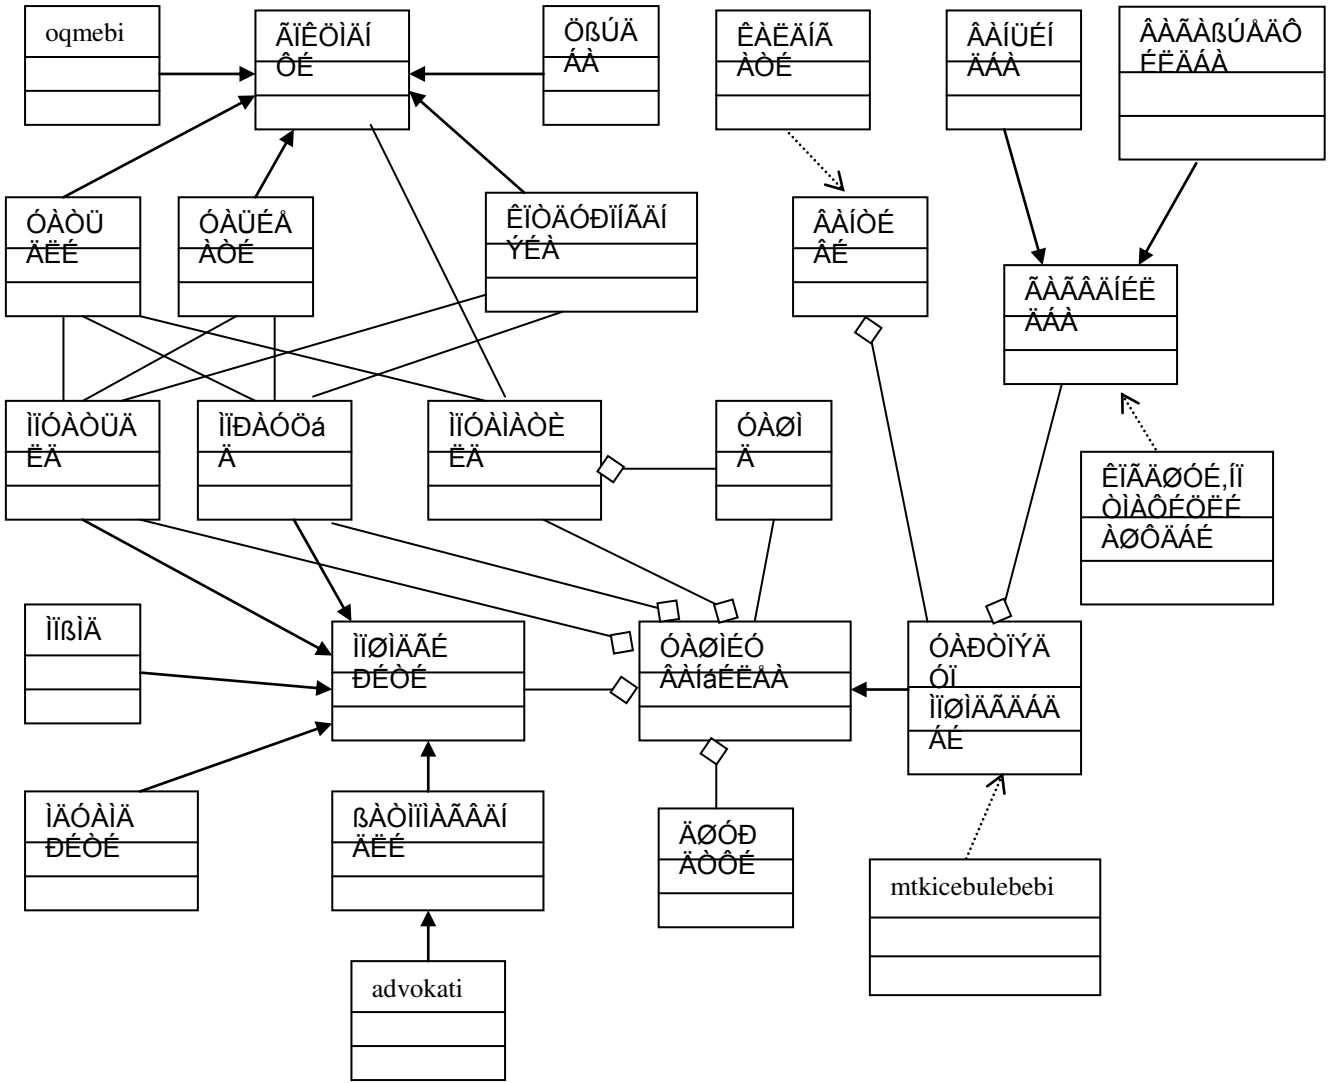 oqmebi
ÃÏÊÖÌÄÍ
ÔÉ
ÖßÚÄ
ÁÀ
ÊÀËÄÍÃ
ÀÒÉ
ÂÀÍÜÉÍ
ÄÁÀ
ÂÀÃÀßÚÅÄÔ
ÉËÄÁÀ
ÓÀÒÜ
ÄËÉ
ÓÀÜÉÅ
ÀÒÉ
ÊÏÒÄÓÐÏÍÃÄÍ
ÝÉÀ
ÂÀÍÒÉ
ÂÉ
ÃÀÃÂÄÍÉË
ÄÁÀ
ÌÏÓÀÒÜÄ
ËÄ
ÌÏÐÀÓÖá
Ä
ÌÏÓÀÌÀÒÈ
ËÄ
ÓÀØÌ
Ä
ÊÏÃÄØÓÉ,ÍÏ
ÒÌÀÔÉÖËÉ
ÀØÔÄÁÉ
ÌÏßÌÄ
ÌÏØÌÄÃÉ
ÐÉÒÉ
ÓÀØÌÉÓ
ÂÀÍáÉËÅÀ
ÓÀÐÒÏÝÄ
ÓÏ
ÌÏØÌÄÃÄÁÄ
ÁÉ
ÌÄÓÀÌÄ
ÐÉÒÉ
ßÀÒÌÏÌÀÃÂÄÍ
ÄËÉ
ÄØÓÐ
ÄÒÔÉ
mtkicebulebebi
advokati